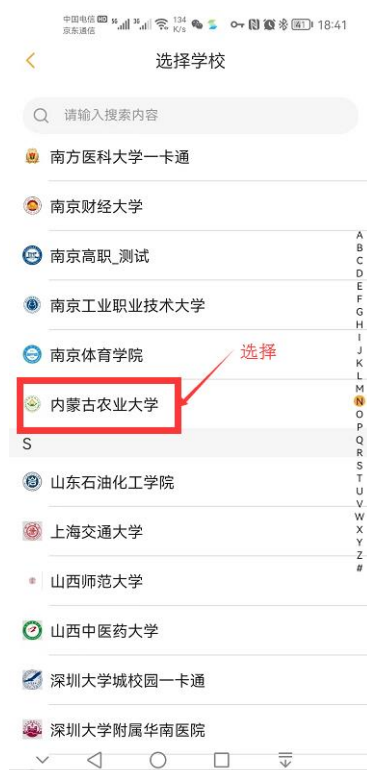 中国电信 HD 5G 3G 134 K/s 18:41
京东通信
选择学校
请输入搜索内容
南方医科大学一卡通
南京财经大学
南京高职_测试
南京工业职业技术大学
南京体育学院
选择
内蒙古农业大学
S
山东石油化工学院
上海交通大学
山西师范大学
山西中医药大学
深圳大学城校园一卡通
深圳大学附属华南医院
A
B
C
D
E
F
G
H
I
J
K
L
M
N
O
P
Q
R
S
T
U
V
W
X
Y
Z
#